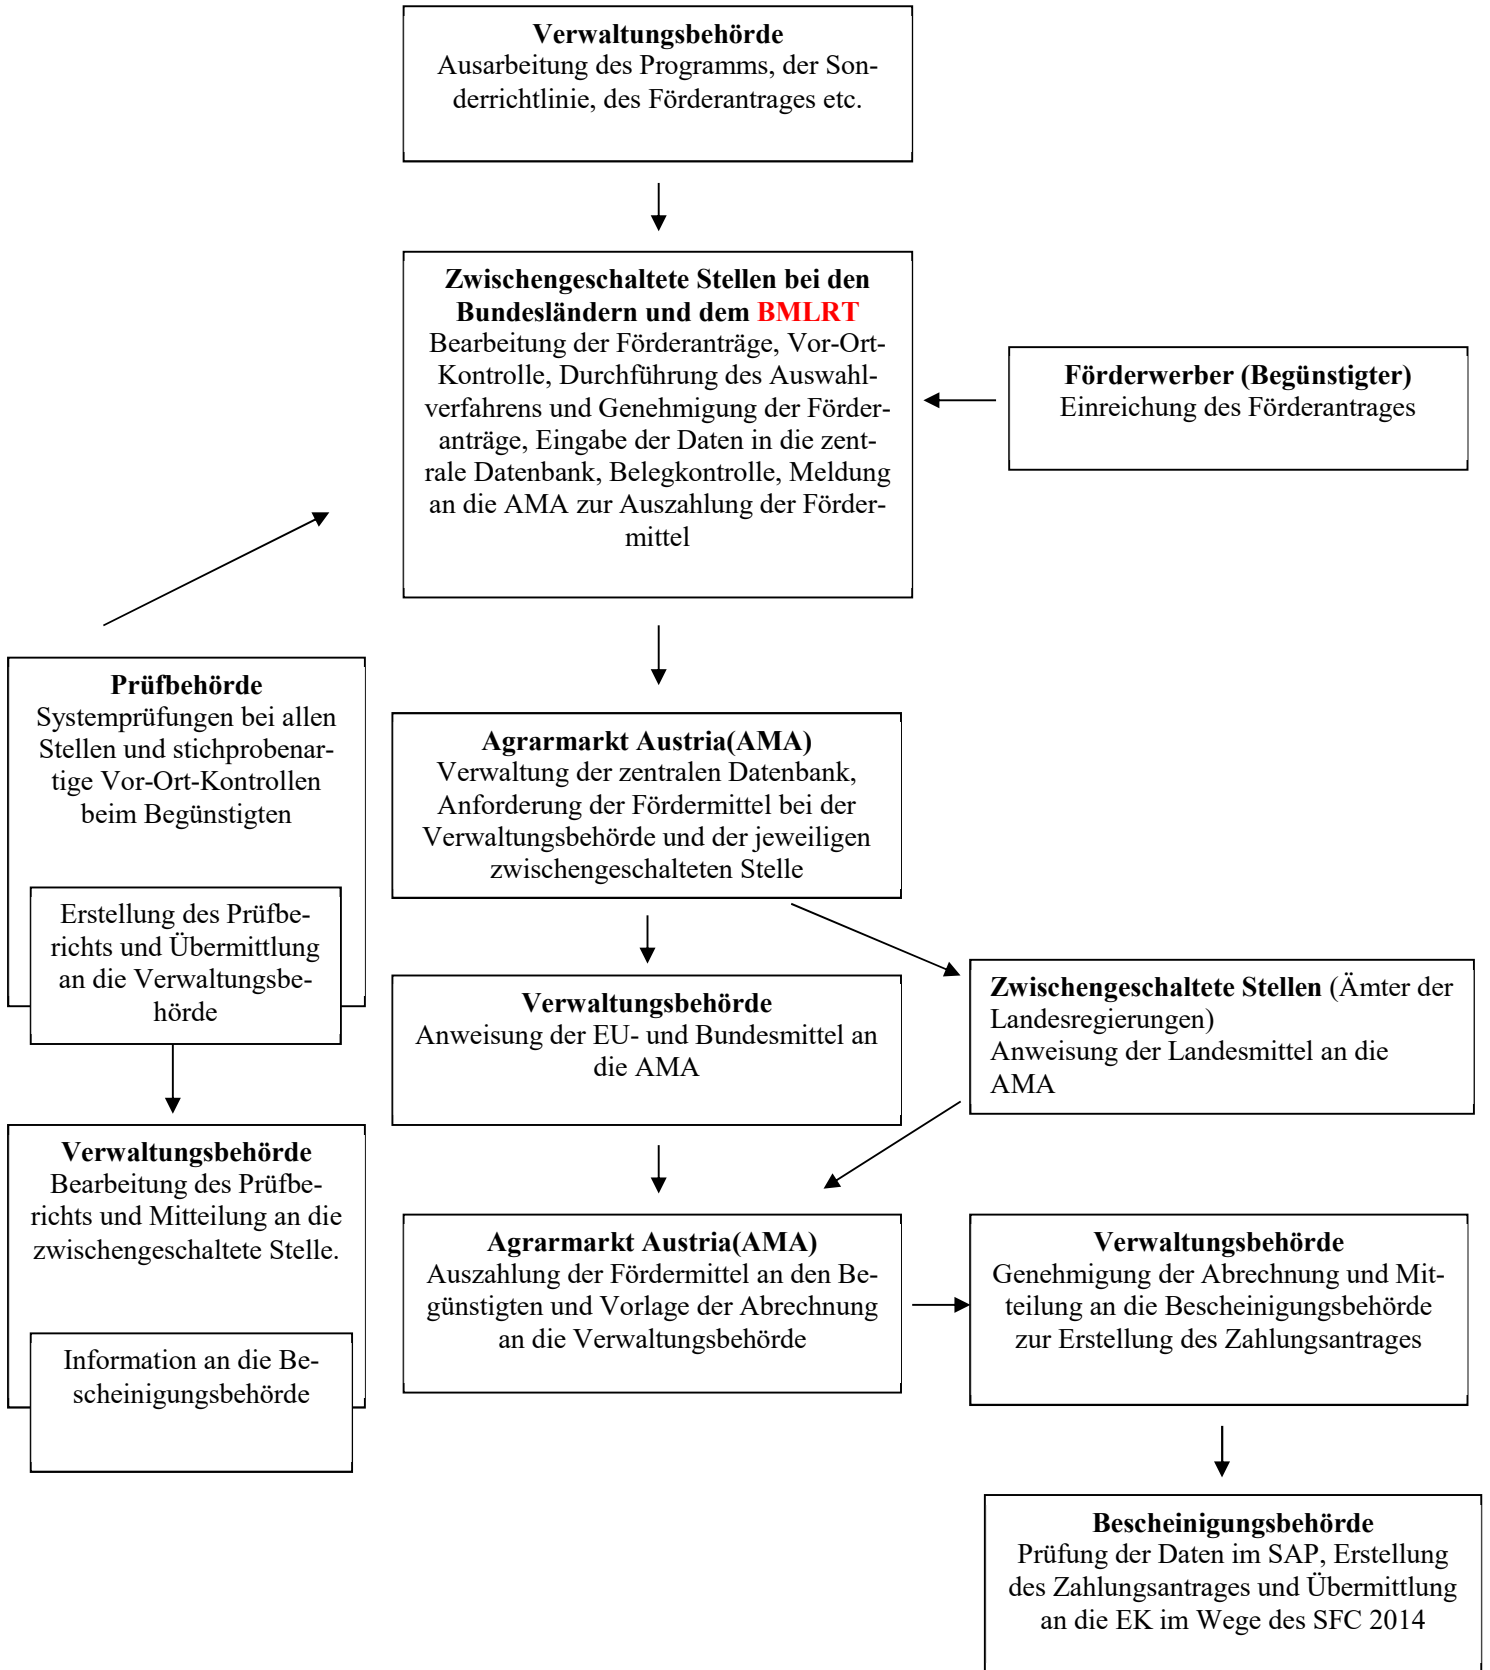 Verwaltungsbehörde
Ausarbeitung des Programms, der Son-
derrichtlinie, des Förderantrages etc.
Zwischengeschaltete Stellen bei den
Bundesländern und dem BMLRT
Bearbeitung der Förderanträge, Vor-Ort-
Kontrolle, Durchführung des Auswahl-
verfahrens und Genehmigung der Förder-
anträge, Eingabe der Daten in die zent-
rale Datenbank, Belegkontrolle, Meldung
an die AMA zur Auszahlung der Förder-
mittel
Förderwerber (Begünstigter)
Einreichung des Förderantrages
Prüfbehörde
Systemprüfungen bei allen
Stellen und stichprobenar-
tige Vor-Ort-Kontrollen
beim Begünstigten
Erstellung des Prüfbe-
richts und Übermittlung
an die Verwaltungsbe-
hörde
Agrarmarkt Austria(AMA)
Verwaltung der zentralen Datenbank,
Anforderung der Fördermittel bei der
Verwaltungsbehörde und der jeweiligen
zwischengeschalteten Stelle
Verwaltungsbehörde
Anweisung der EU- und Bundesmittel an
die AMA
Zwischengeschaltete Stellen (Ämter der
Landesregierungen)
Anweisung der Landesmittel an die
AMA
Verwaltungsbehörde
Bearbeitung des Prüfbe-
richts und Mitteilung an die
zwischengeschaltete Stelle.
Information an die Be-
scheinigungsbehörde
Agrarmarkt Austria(AMA)
Auszahlung der Fördermittel an den Be-
günstigten und Vorlage der Abrechnung
an die Verwaltungsbehörde
Verwaltungsbehörde
Genehmigung der Abrechnung und Mit-
teilung an die Bescheinigungsbehörde
zur Erstellung des Zahlungsantrages
Bescheinigungsbehörde
Prüfung der Daten im SAP, Erstellung
des Zahlungsantrages und Übermittlung
an die EK im Wege des SFC 2014